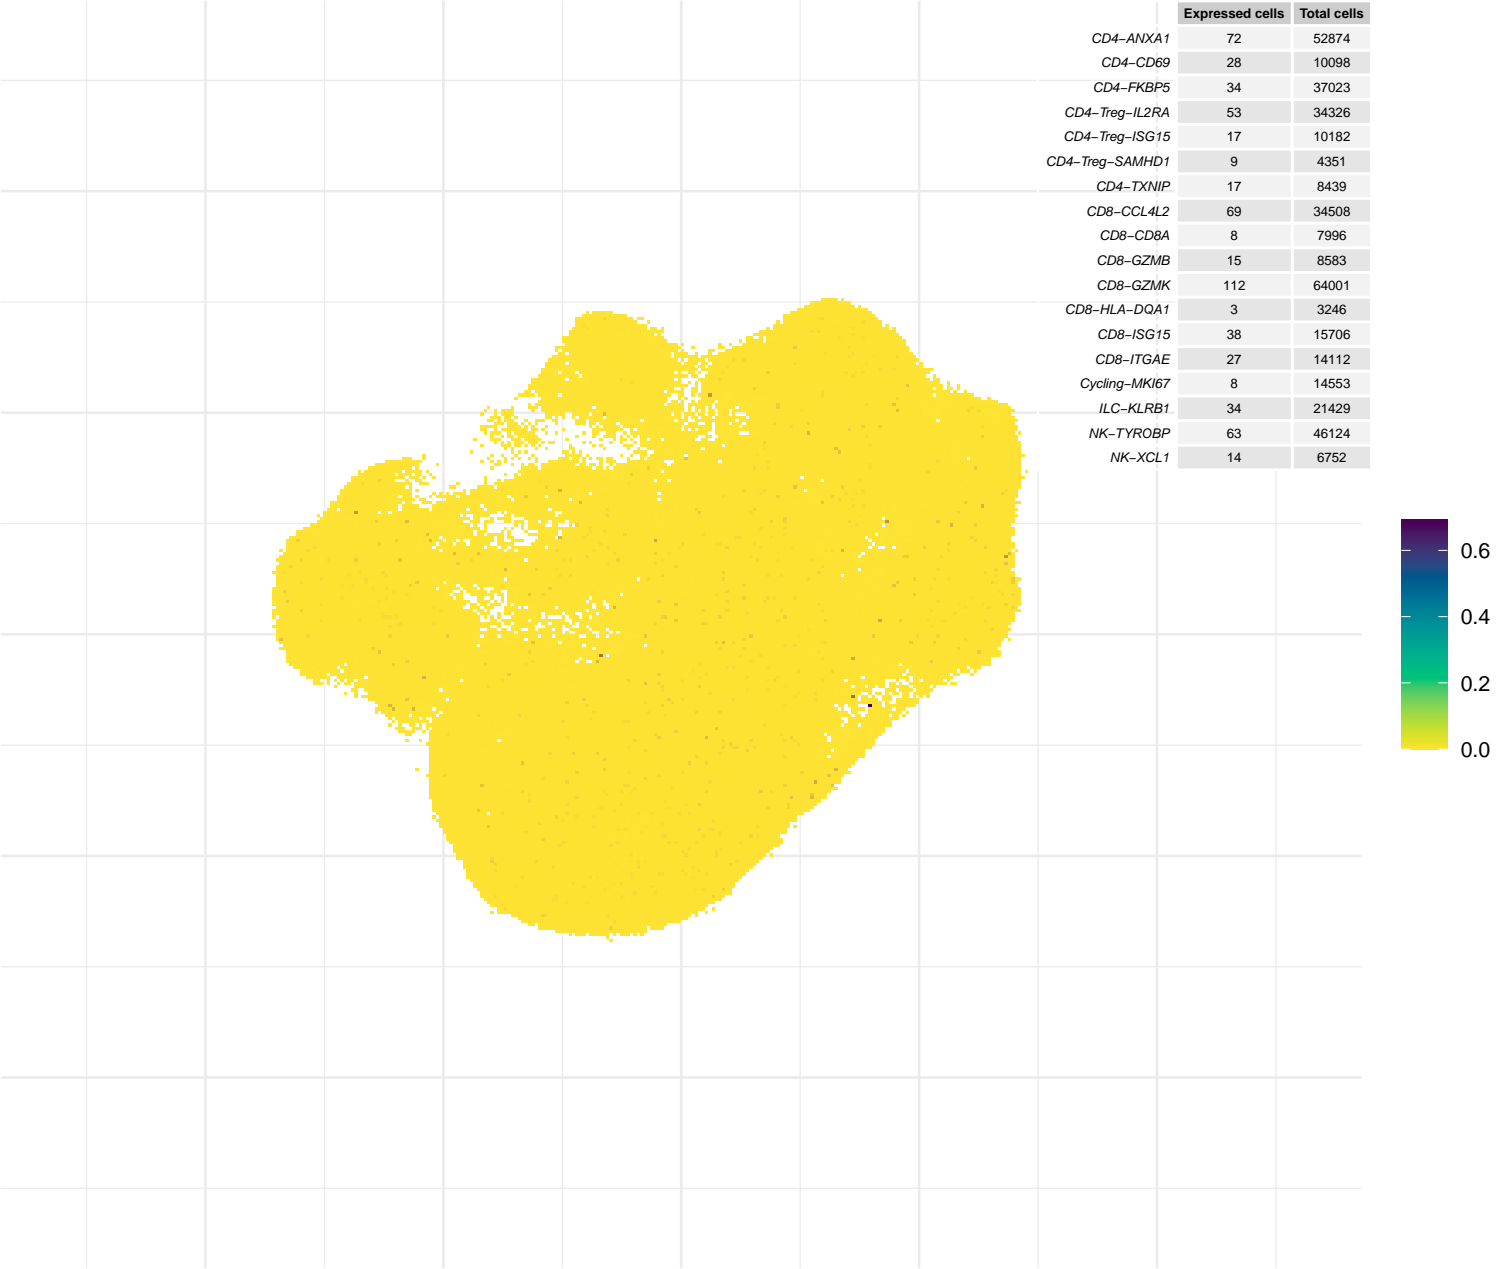 Expressed cells Total cells
CD4−ANXA1 72 52874
CD4−CD69 28 10098
CD4−FKBP5 34 37023
CD4−Treg−IL2RA 53 34326
CD4−Treg−ISG15 17 10182
CD4−Treg−SAMHD1 9 4351
CD4−TXNIP 17 8439
CD8−CCL4L2 69 34508
CD8−CD8A 8 7996
CD8−GZMB 15 8583
CD8−GZMK 112 64001
CD8−HLA−DQA1 3 3246
CD8−ISG15 38 15706
CD8−ITGAE 27 14112
Cycling−MKI67 8 14553
ILC−KLRB1 34 21429
NK−TYROBP 63 46124
NK−XCL1 14 6752
0.6
0.4
0.2
0.0